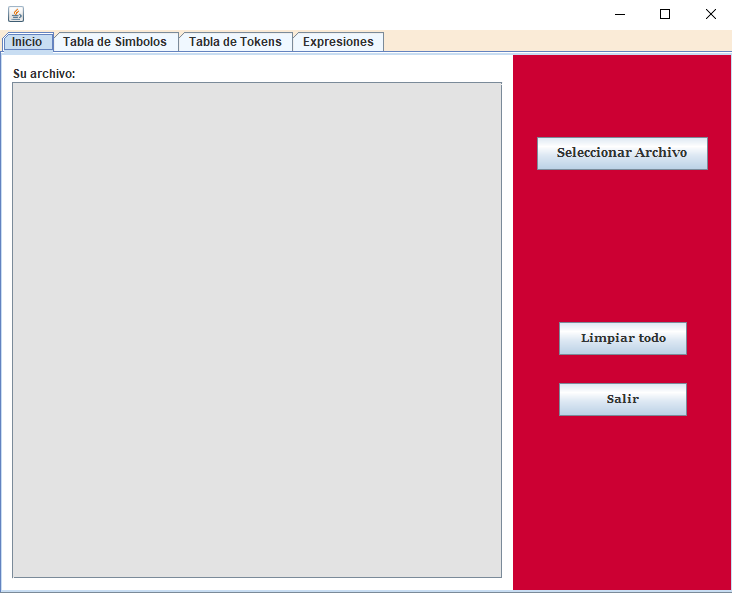 Inicio Tabla de Simbolos Tabla de Tokens Expresiones
Su archivo:
Seleccionar Archivo
Limpiar todo
Salir